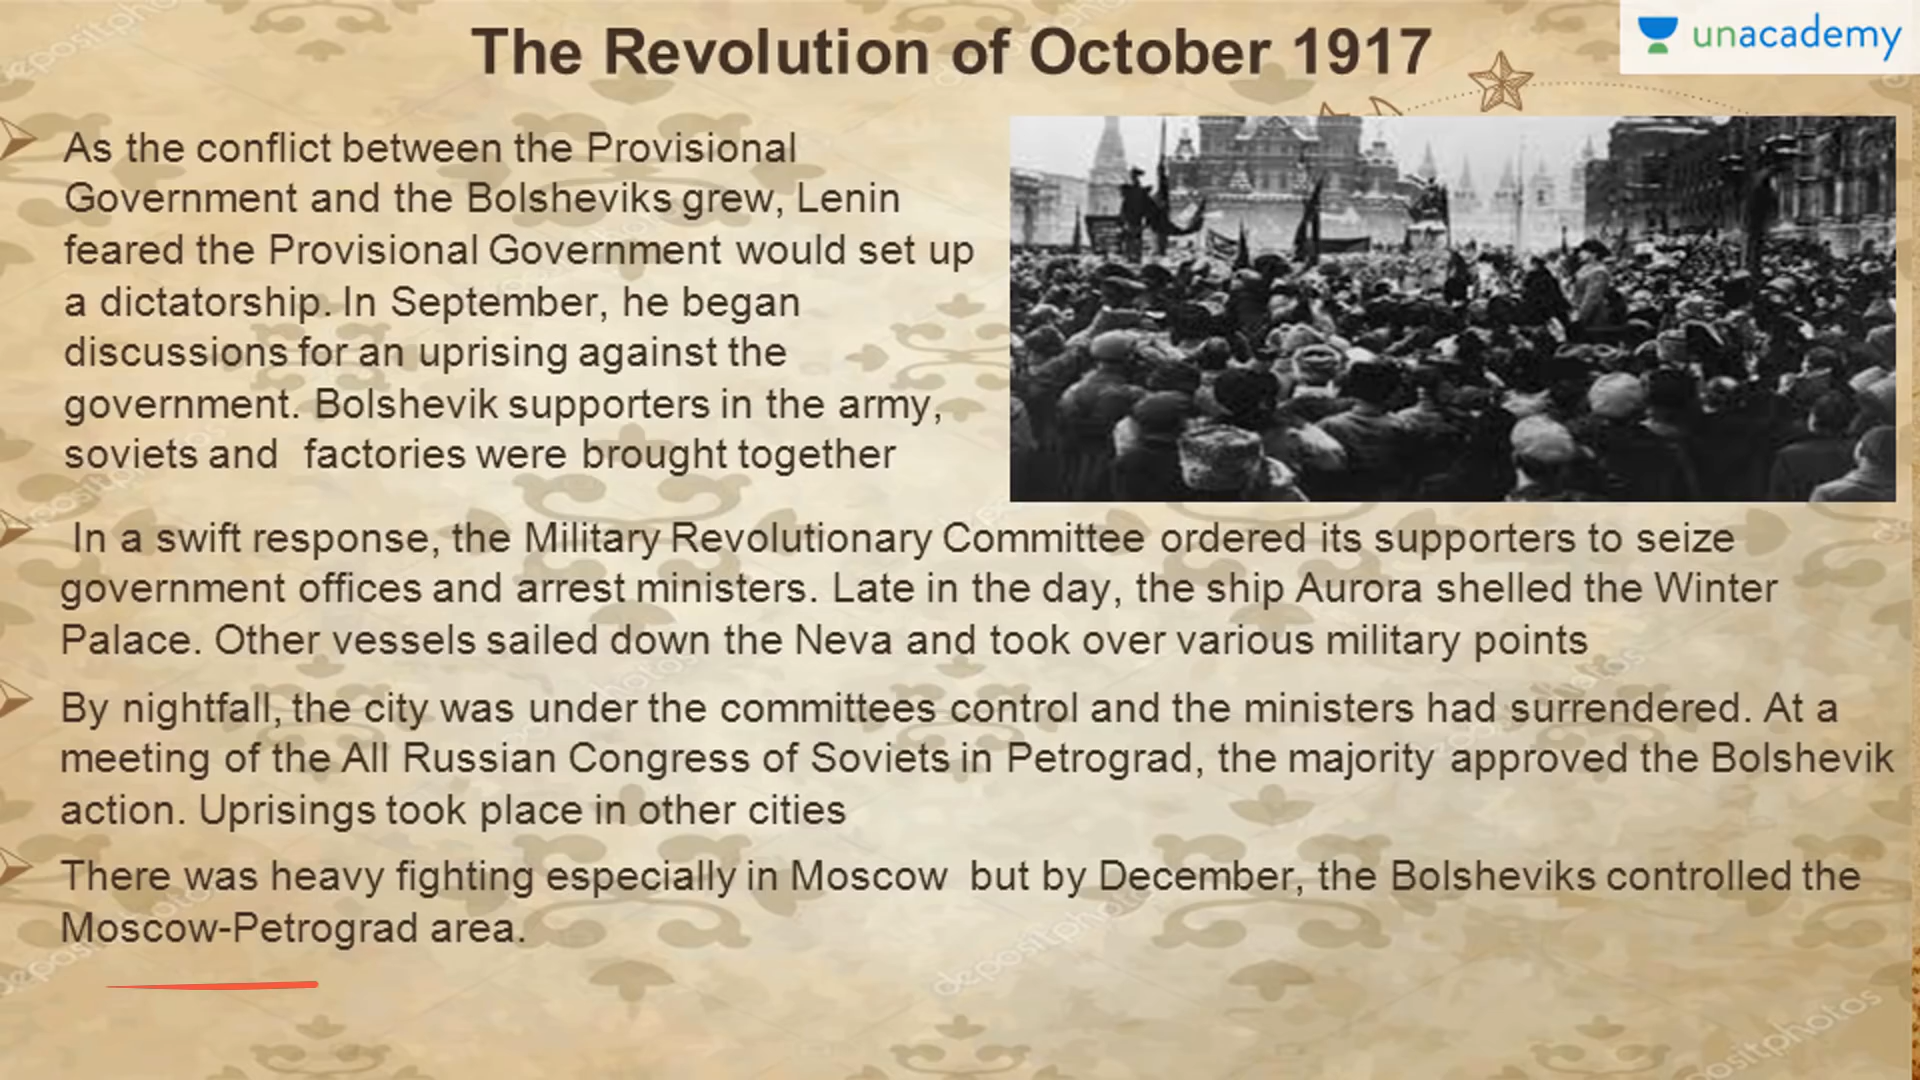 The Revolution of October 1917
unacademy
As the conflict between the Provisional
Government and the Bolsheviks grew, Lenin
feared the Provisional Government would set up
a dictatorship. In September, he began
discussions for an uprising against the
government. Bolshevik supporters in the army,
soviets and factories were brought together
In a swift response, the Military Revolutionary Committee ordered its supporters to seize
government offices and arrest ministers. Late in the day, the ship Aurora shelled the Winter
Palace. Other vessels sailed down the Neva and took over various military points
By nightfall, the city was under the committees control and the ministers had surrendered. At a
meeting of the All Russian Congress of Soviets in Petrograd, the majority approved the Bolshevik
action. Uprisings took place in other cities
There was heavy fighting especially in Moscow but by December, the Bolsheviks controlled the
Moscow-Petrograd area.
depositphotos